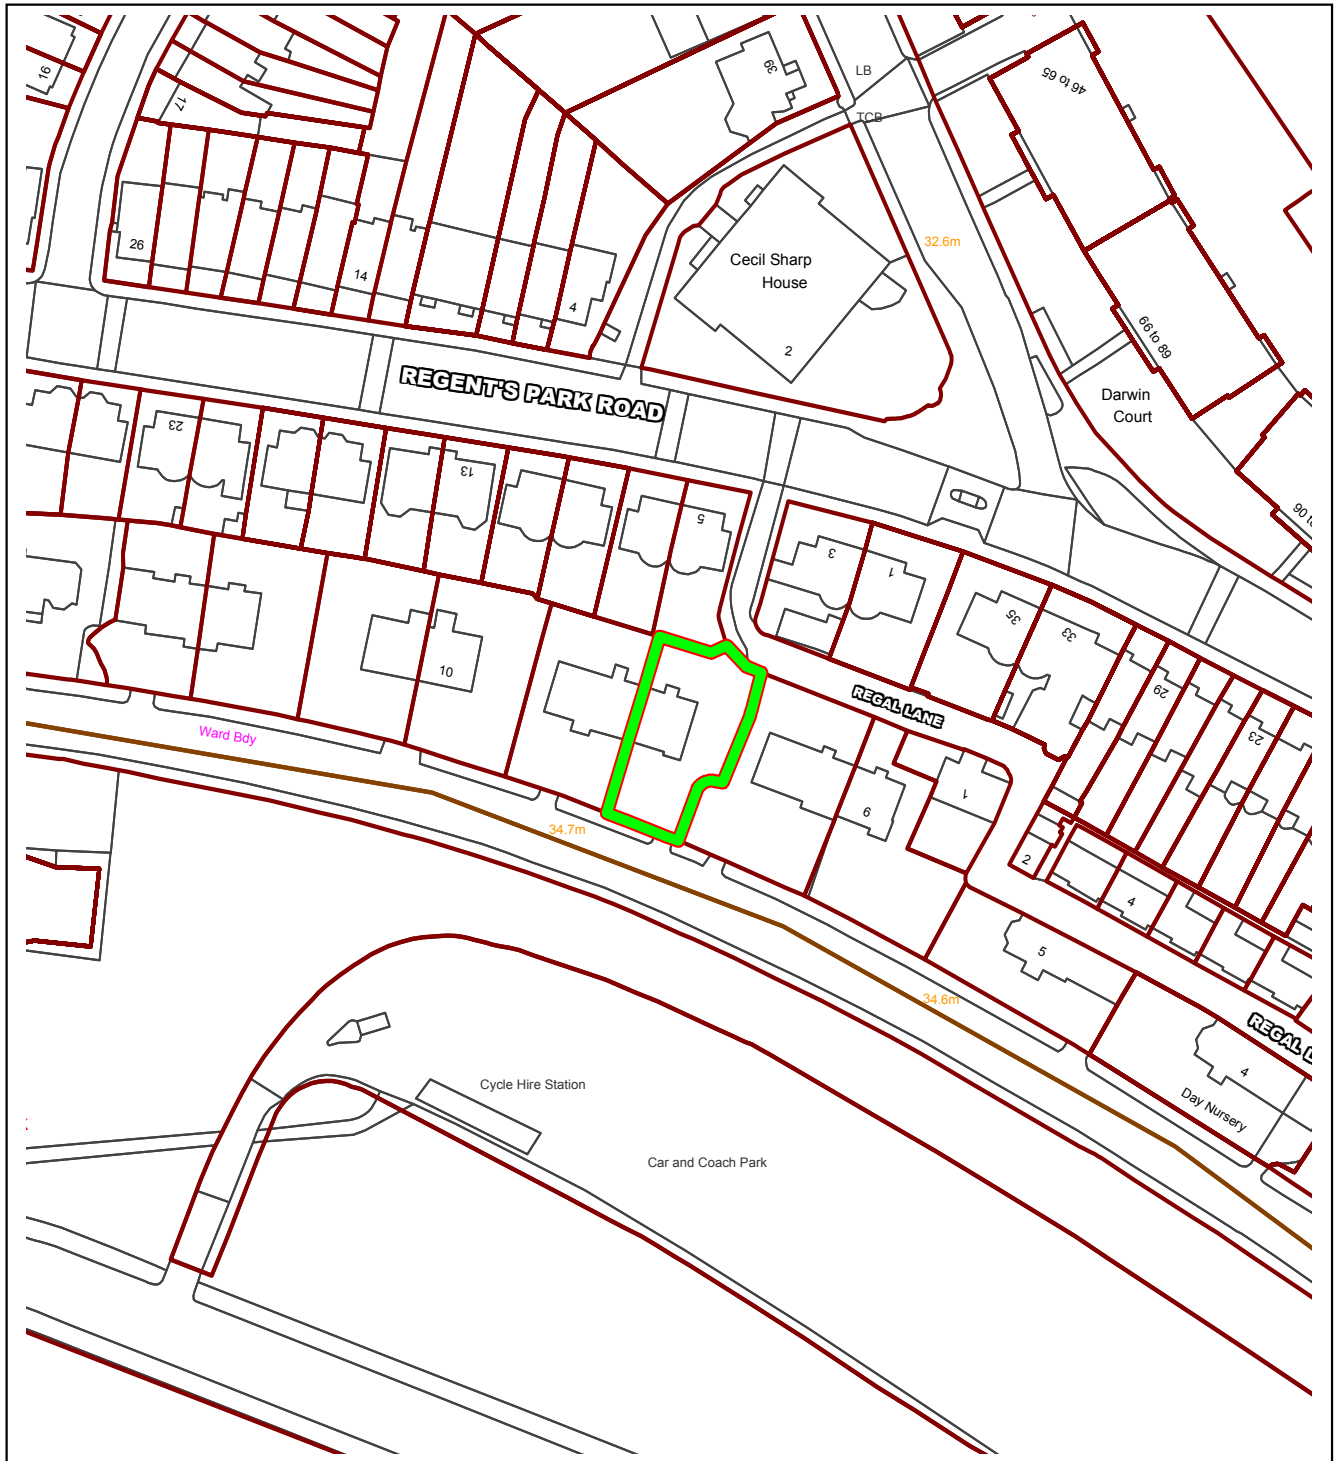 16
17
39
LB
TCB
46 to 65
26
14
4
32.6m
Cecil Sharp
House
2
66 to 89
Darwin
Court
REGENT'S PARK ROAD
23
13
5
3
1
35
33
29
23
10
REGAL LANE
Ward Bdy
34.7m
9
1
2
4
5
34.6m
REGAL L
4
Day Nursery
Cycle Hire Station
Car and Coach Park